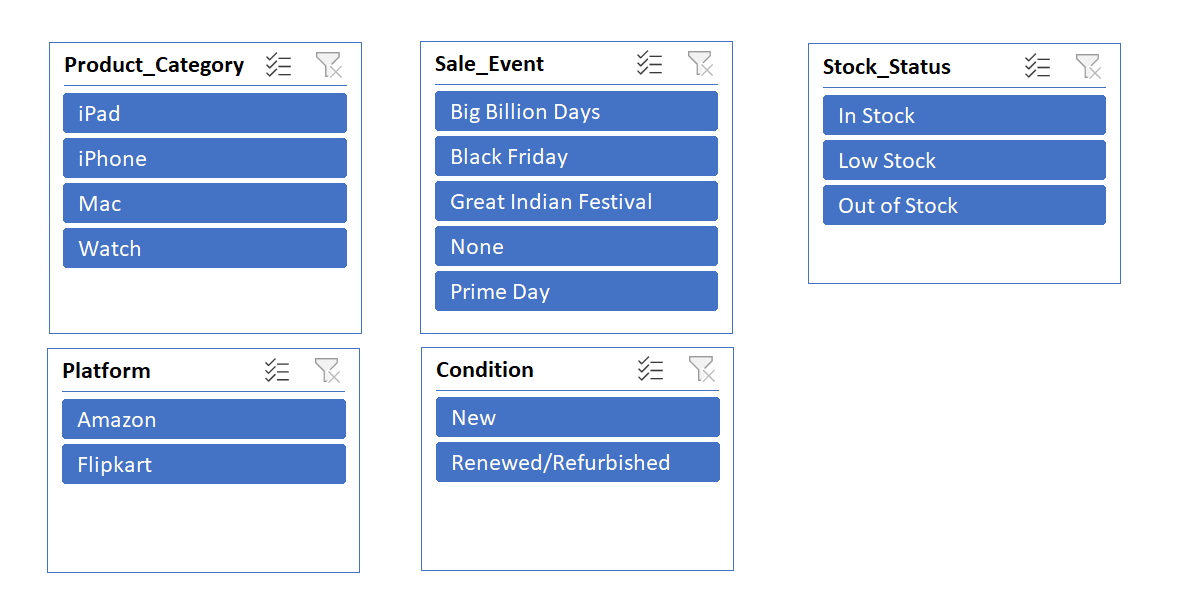 Product_Category
iPad
iPhone
Mac
Watch
Sale_Event
Big Billion Days
Black Friday
Great Indian Festival
None
Prime Day
Stock_Status
In Stock
Low Stock
Out of Stock
Platform
Amazon
Flipkart
Condition
New
Renewed/Refurbished